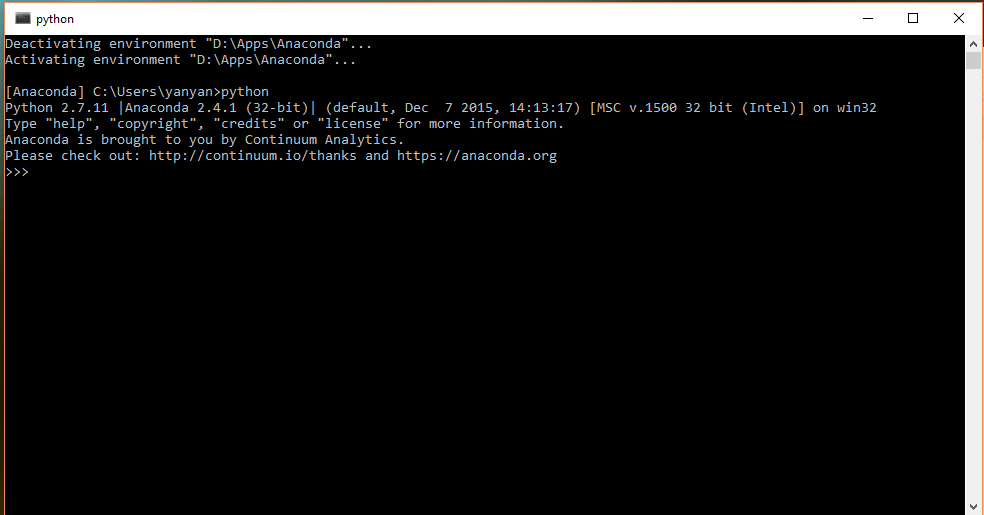 python
Deactivating environment "D:\Apps\Anaconda"...
Activating environment "D:\Apps\Anaconda"...
[Anaconda] C:\Users\yanyan>python
Python 2.7.11 |Anaconda 2.4.1 (32-bit)| (default, Dec  7 2015, 14:13:17) [MSC v.1500 32 bit (Intel)] on win32
Type "help", "copyright", "credits" or "license" for more information.
Anaconda is brought to you by Continuum Analytics.
Please check out: http://continuum.io/thanks and https://anaconda.org
>>>